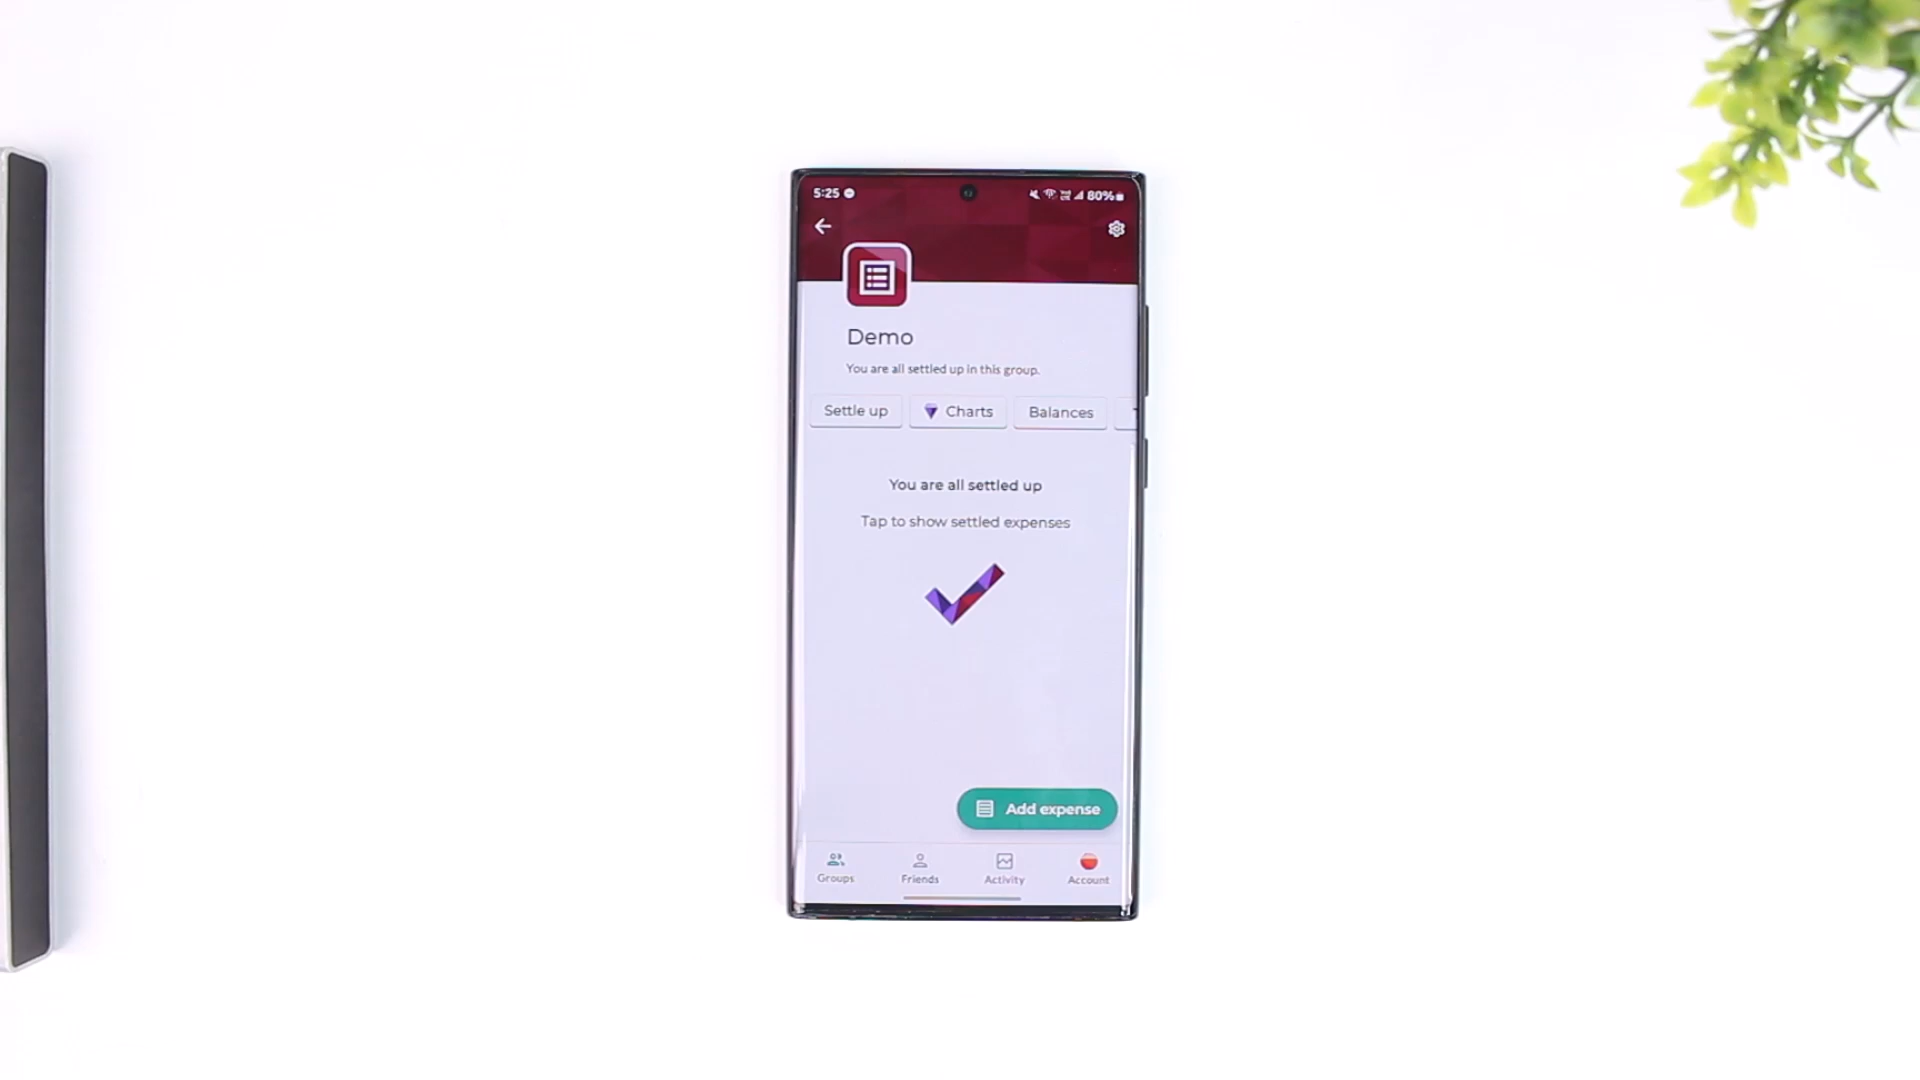 5:25 80%
Demo
You are all settled up in this group.
Settle up Charts Balances
You are all settled up
Tap to show settled expenses
Add expense
Groups Friends Activity Account